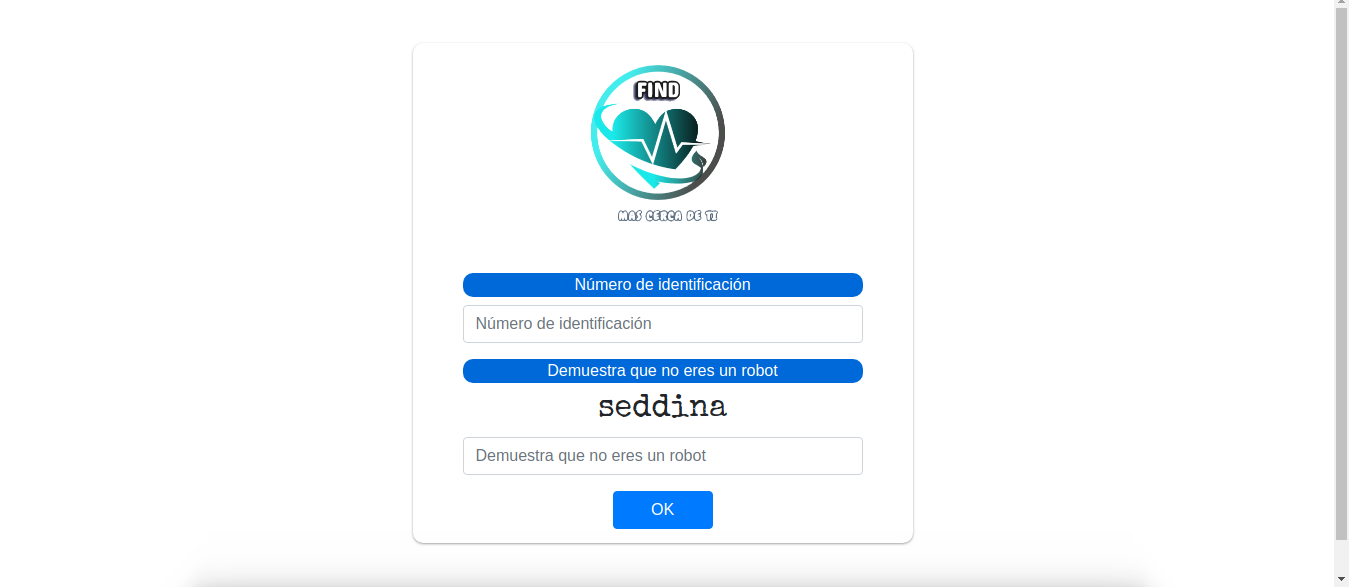 FIND
MAS CERCA DE TI
Número de identificación
Número de identificación
Demuestra que no eres un robot
seddina
Demuestra que no eres un robot
OK